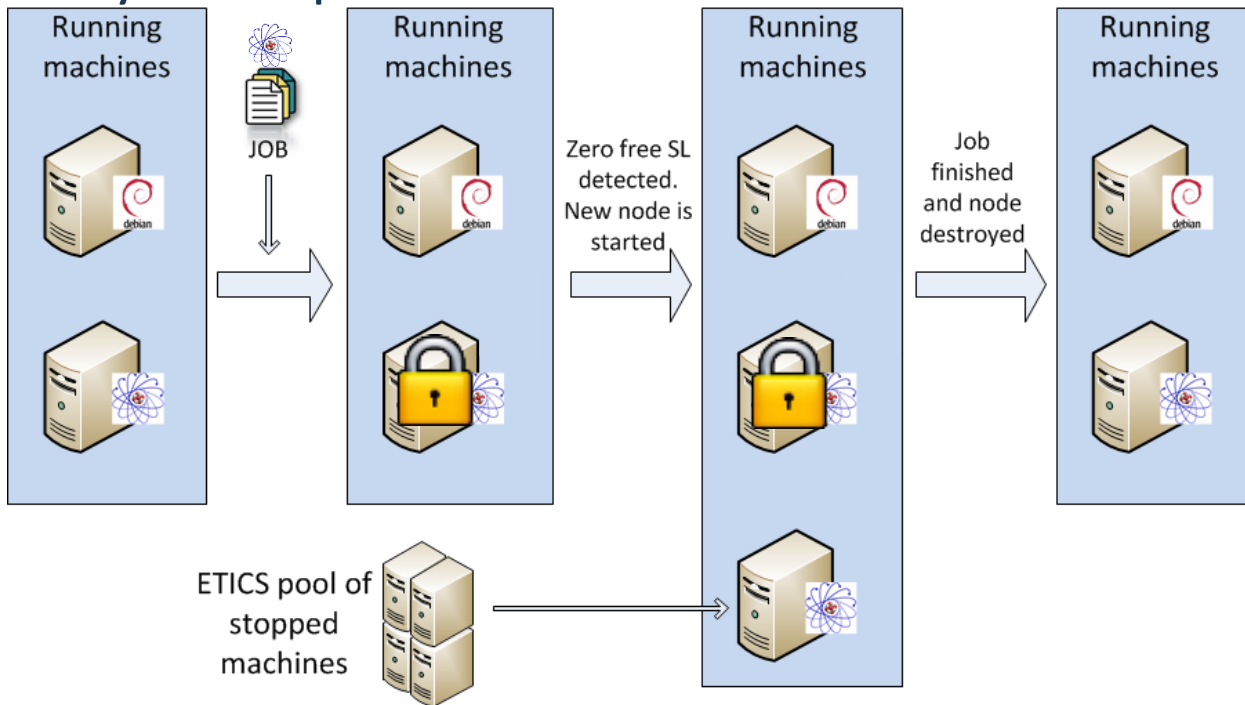 Running
machines
JOB
Running
machines
Zero free SL
detected.
New node is
started
Running
machines
Job
finished
and node
destroyed
Running
machines
debian
debian
debian
debian
ETICS pool of
stopped
machines